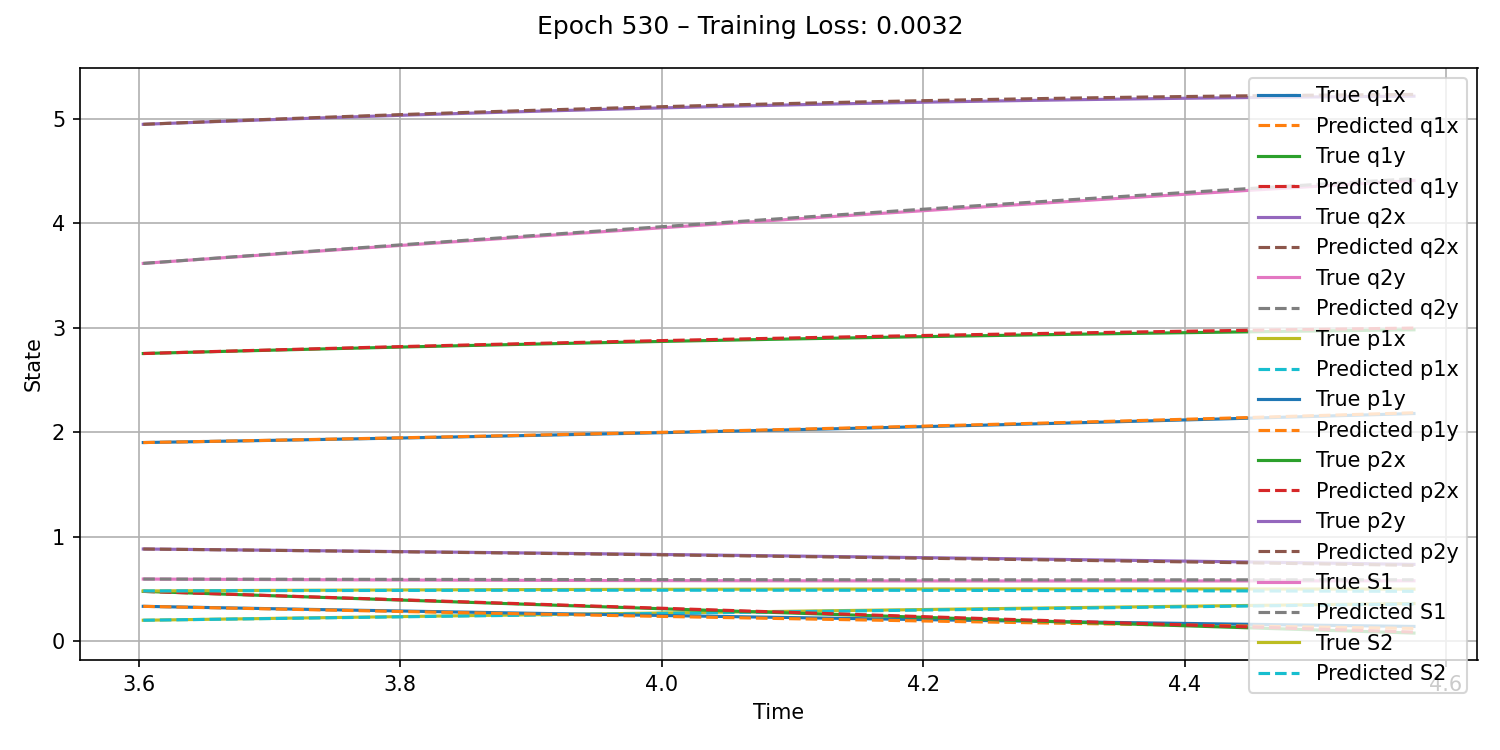 Epoch 530 – Training Loss: 0.0032
True q1x
Predicted q1x
True q1y
Predicted q1y
True q2x
Predicted q2x
True q2y
Predicted q2y
True p1x
Predicted p1x
True p1y
Predicted p1y
True p2x
Predicted p2x
True p2y
Predicted p2y
True S1
Predicted S1
True S2
Predicted S2
State
5
4
3
2
1
0
3.6 3.8 4.0 4.2 4.4 4.6
Time